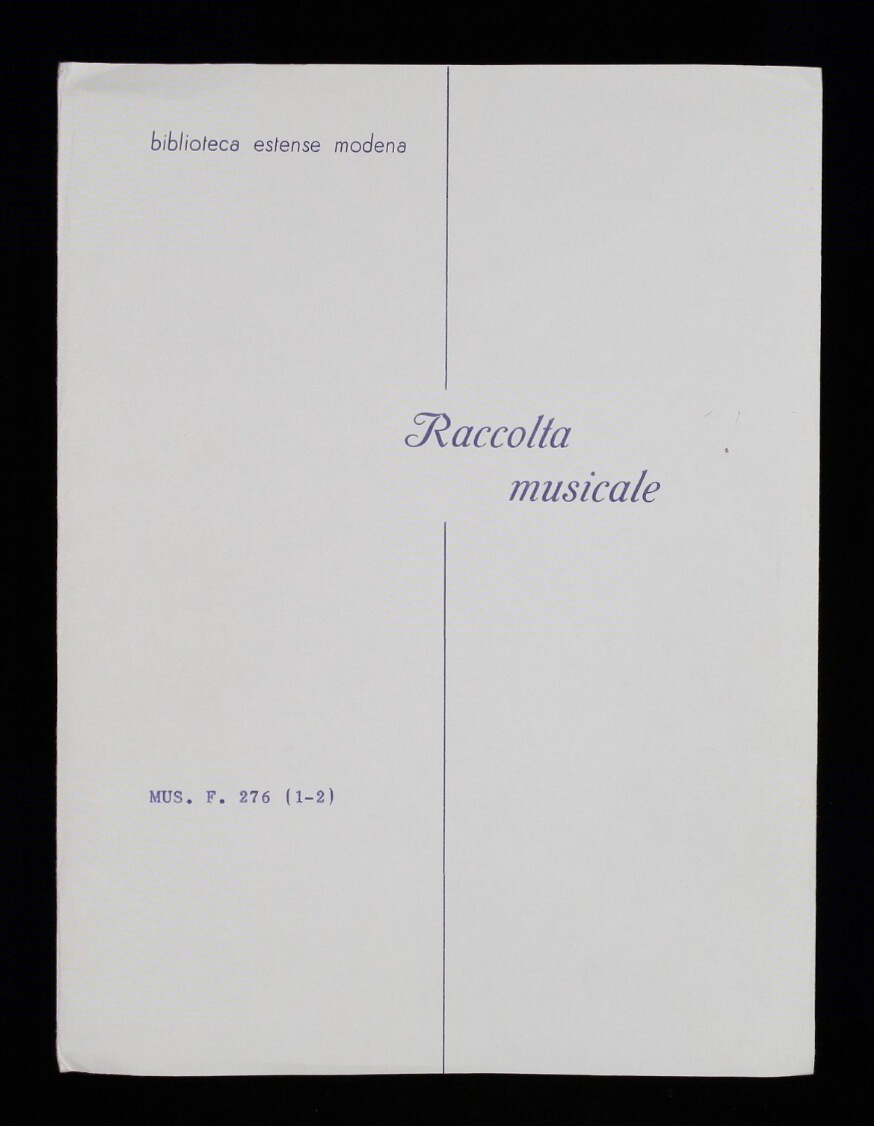 biblioteca estense modena
Raccolta
musicale
MUS. F. 276 (1-2)